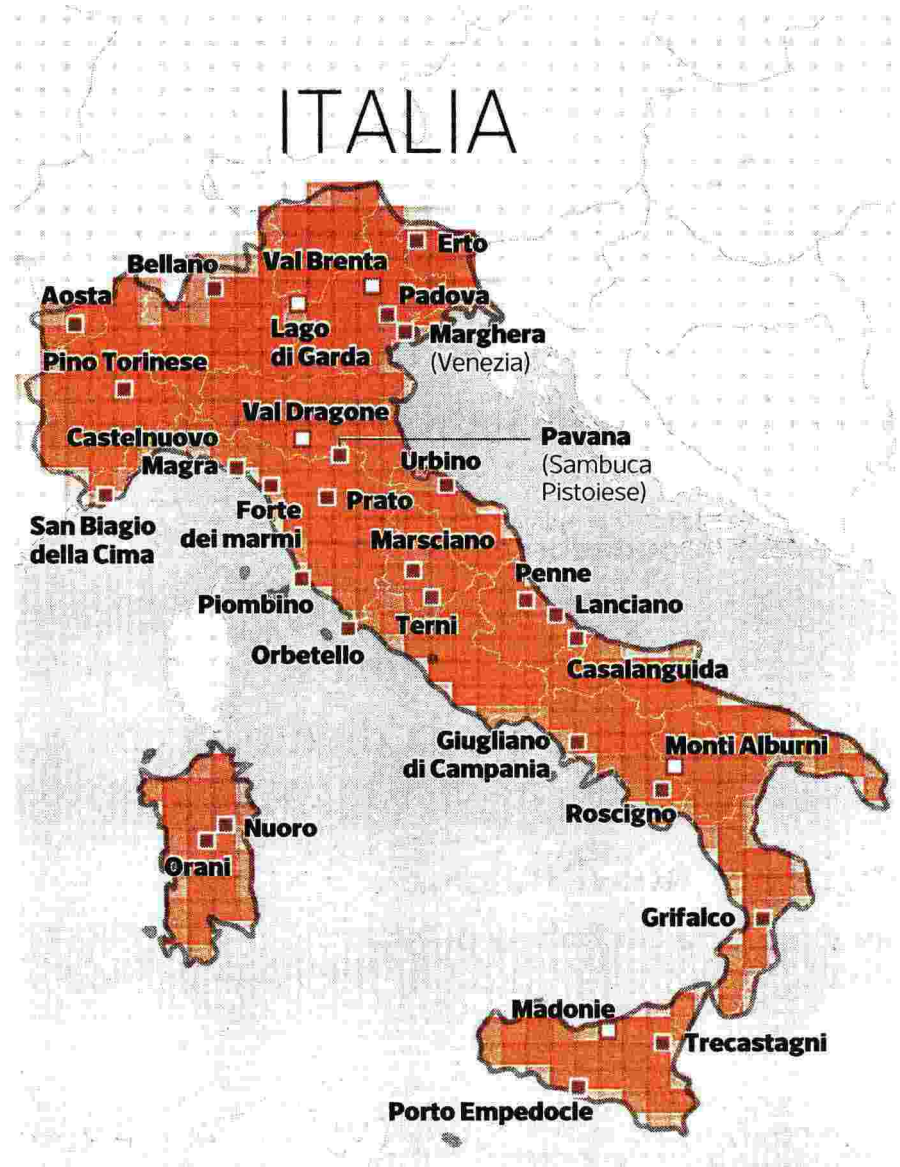 ITALIA
Erto
Bellano
Val Brenta
Aosta
Padova
Lago
di Garda
Marghera
(Venezia)
Pino Torinese
Val Dragone
Castelnuovo
Magra
Pavana
(Sambuca
Pistoiese)
Urbino
Prato
Forte
dei marmi
San Biagio
della Cima
Marsciano
Penne
Piombino
Lanciano
Terni
Orbetello
Casalanguida
Giugliano
di Campania
Monti Alburni
Roscigno
Nuoro
Orani
Grifalco
Madonie
Trecastagni
Porto Empedocle